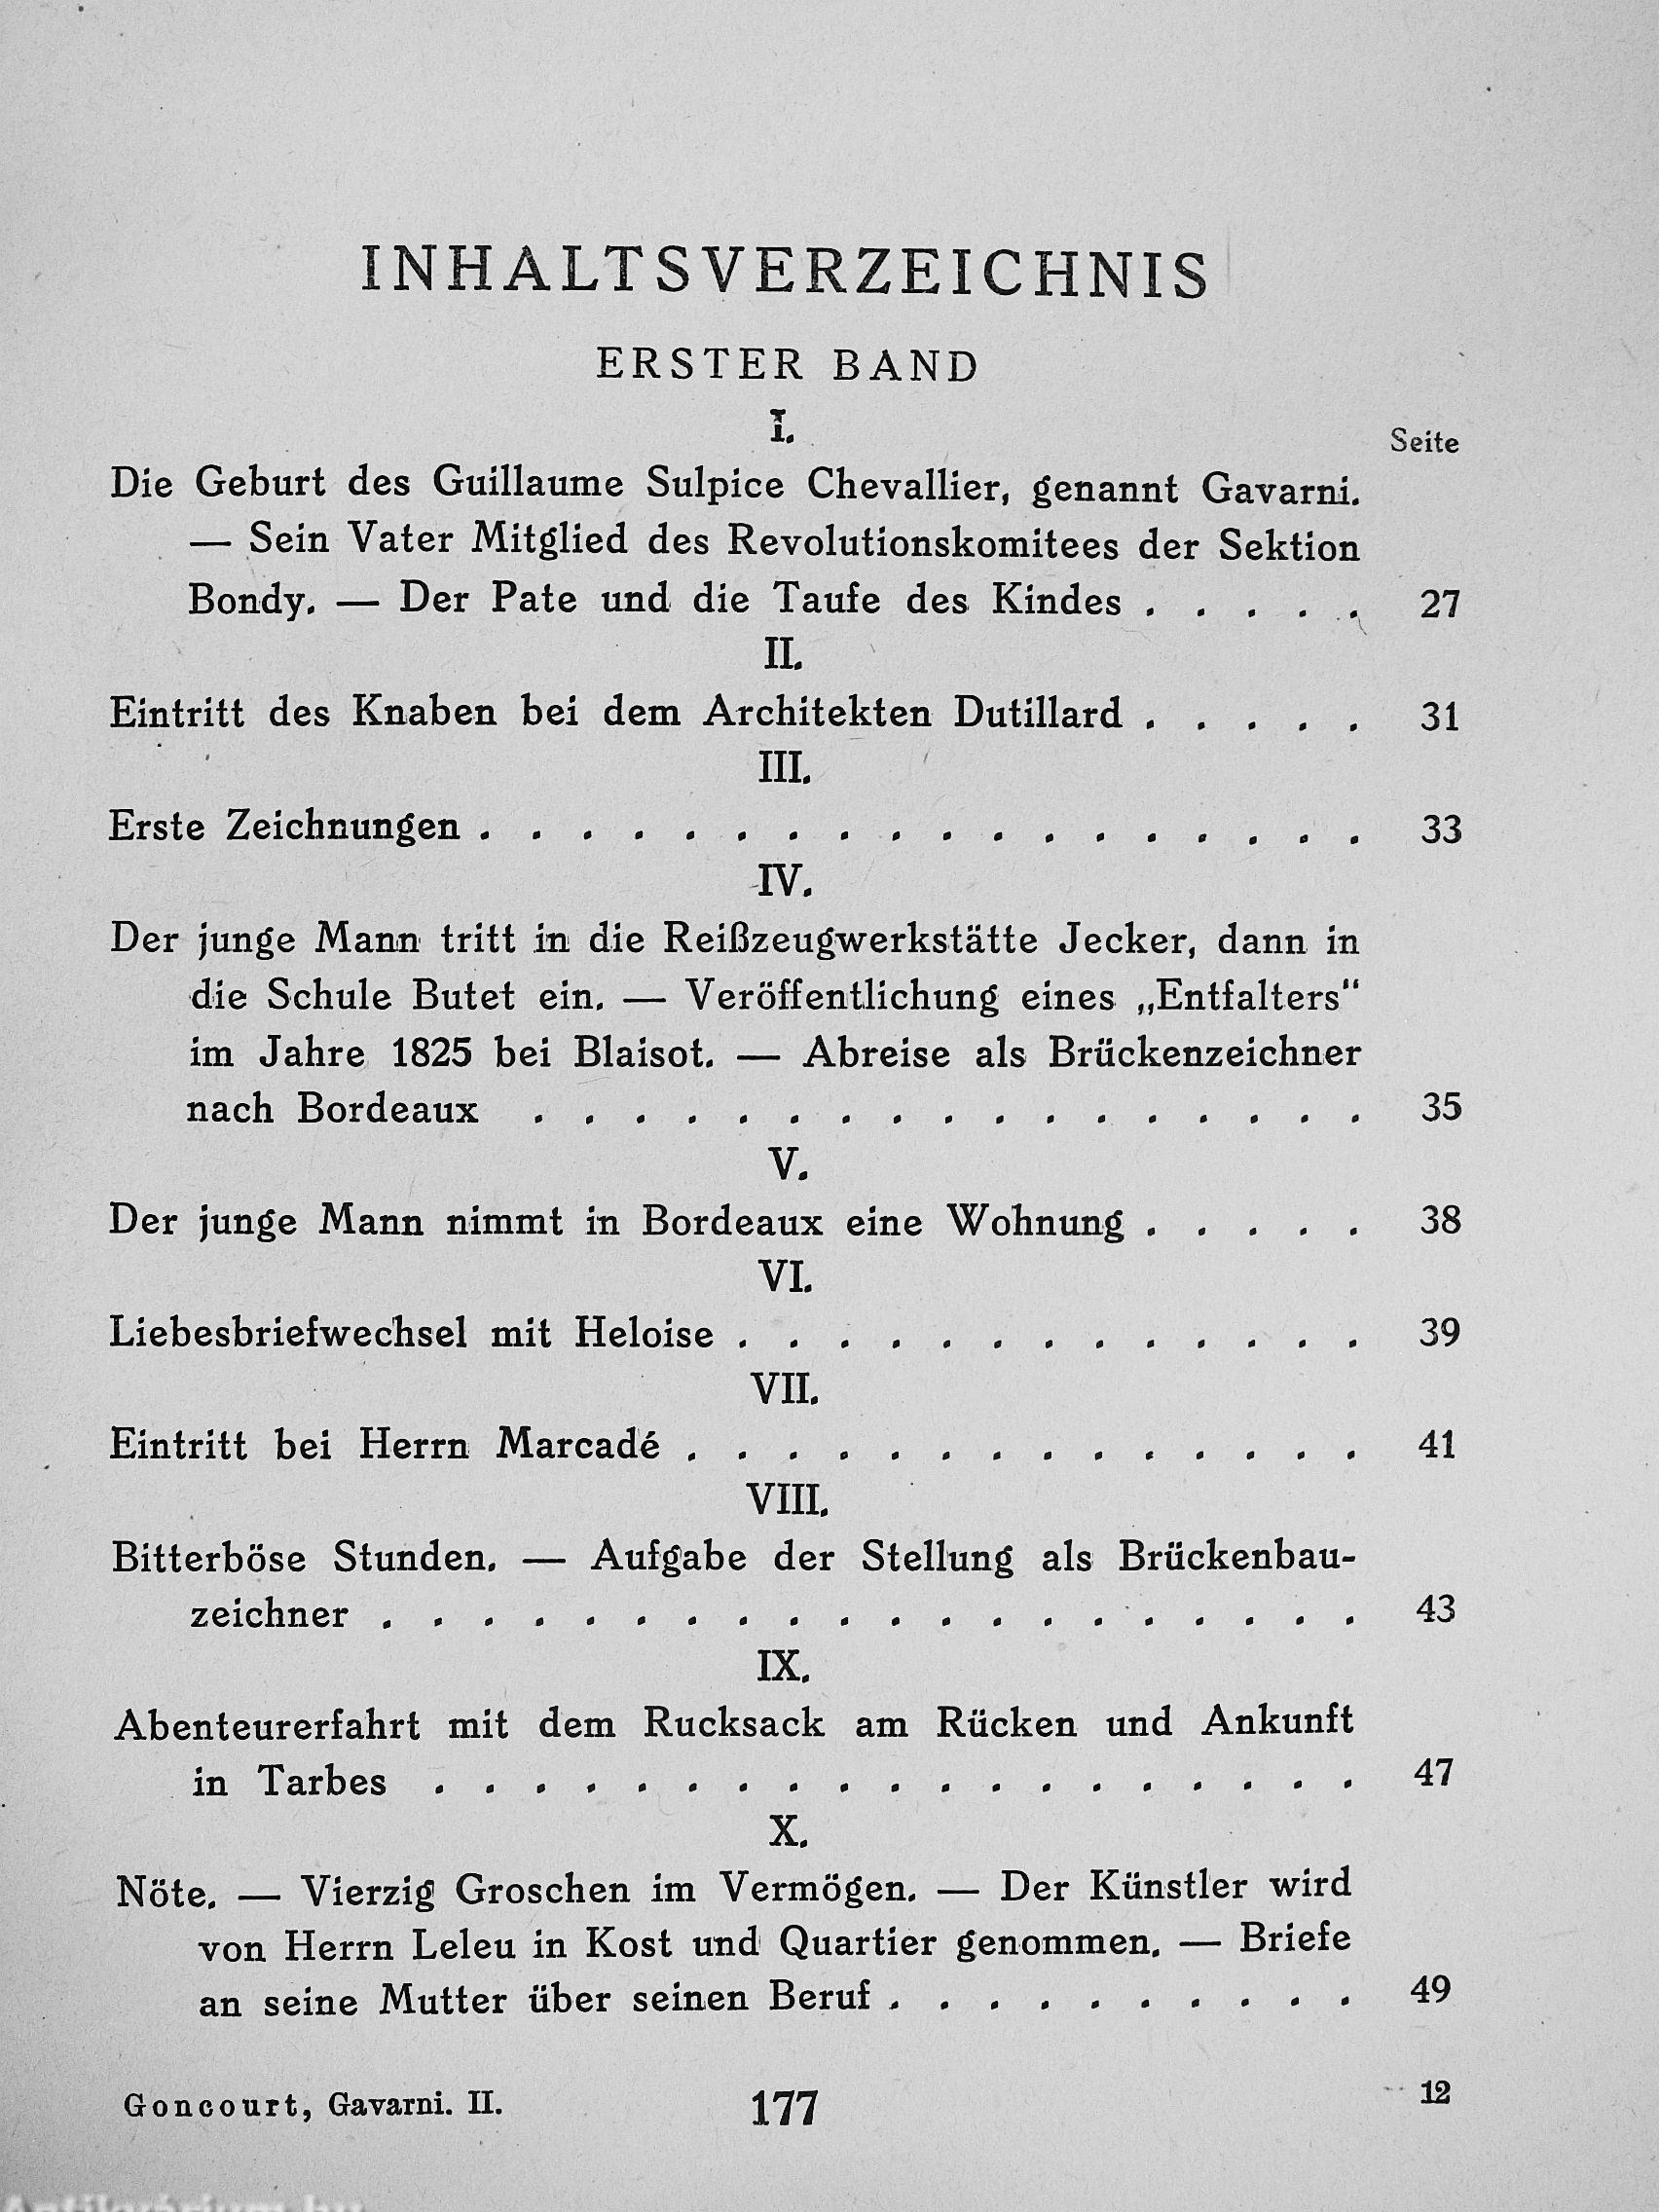 INHALTSVERZEICHNIS
ERSTER BAND
I.
Seite
Die Geburt des Guillaume Sulpice Chevallier, genannt Gavarni.
— Sein Vater Mitglied des Revolutionskomitees der Sektion
Bondy. — Der Pate und die Taufe des Kindes . . . . . 27
II.
Eintritt des Knaben bei dem Architekten Dutillard . . . . . 31
III.
Erste Zeichnungen . . . . . . . . . . . . . . . . . . 33
IV.
Der junge Mann tritt in die Reißzeugwerkstätte Jecker, dann in
die Schule Butet ein. — Veröffentlichung eines „Entfalters“
im Jahre 1825 bei Blaisot. — Abreise als Brückenzeichner
nach Bordeaux . . . . . . . . . . . . . . . . . 35
V.
Der junge Mann nimmt in Bordeaux eine Wohnung . . . . . 38
VI.
Liebesbriefwechsel mit Heloise . . . . . . . . . . . . . 39
VII.
Eintritt bei Herrn Marcadé . . . . . . . . . . . . . . 41
VIII.
Bitterböse Stunden. — Aufgabe der Stellung als Brückenbau-
zeichner . . . . . . . . . . . . . . . . . . . . 43
IX.
Abenteurerfahrt mit dem Rucksack am Rücken und Ankunft
in Tarbes . . . . . . . . . . . . . . . . . . . 47
X.
Nöte. — Vierzig Groschen im Vermögen. — Der Künstler wird
von Herrn Leleu in Kost und Quartier genommen. — Briefe
an seine Mutter über seinen Beruf . . . . . . . . . . 49
Goncourt, Gavarni. II. 177 12